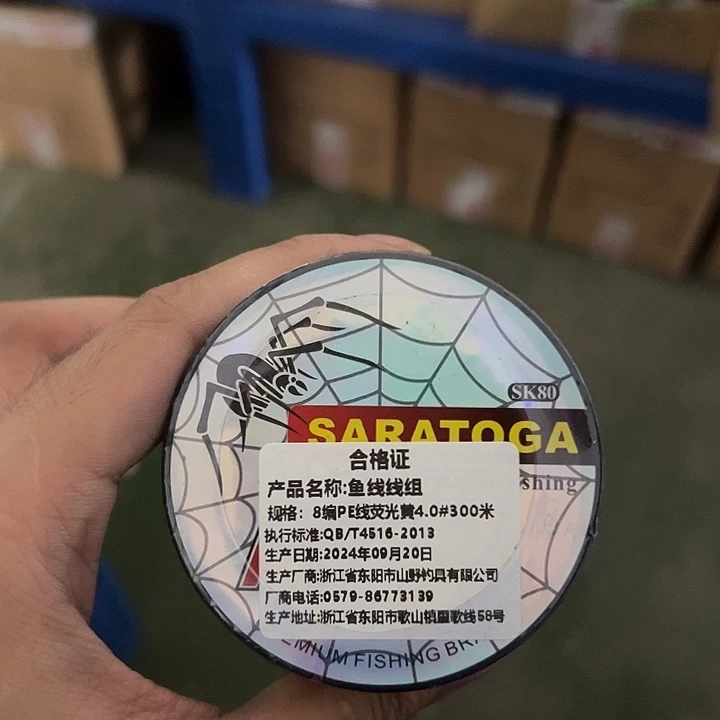 SK80
SARATOGA
shing
合格证
产品名称:鱼线线组
规格：8编PE线荧光黄4.0#300米
执行标准:QB/T4516-2013
生产日期:2024年09月20日
生产厂商:浙江省东阳市山野钓具有限公司
厂商电话:0579-86773139
生产地址:浙江省东阳市歌山镇圈歌线58号
EMIUM FISHING BRA